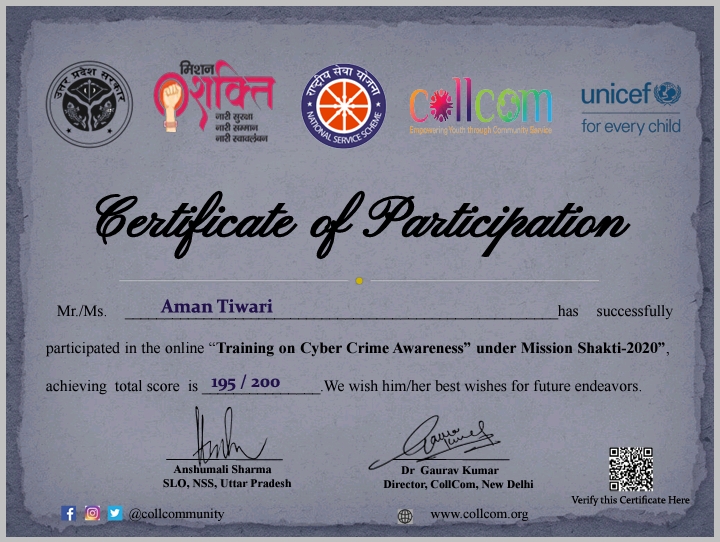 उत्तर प्रदेश सरकार
मिशन
शक्ति
नारी सुरक्षा
नारी सम्मान
नारी स्वावलंबन
राष्ट्रीय सेवा योजना
NATIONAL SERVICE SCHEME
collcom
Empowering Youth through Community Service
unicef
for every child
Certificate of Participation
Mr./Ms. Aman Tiwari has successfully
participated in the online “Training on Cyber Crime Awareness” under Mission Shakti-2020”,
achieving total score is 195 / 200 .We wish him/her best wishes for future endeavors.
Anshumali Sharma
SLO, NSS, Uttar Pradesh
Dr Gaurav Kumar
Director, CollCom, New Delhi
Verify this Certificate Here
@collcommunity
www.collcom.org